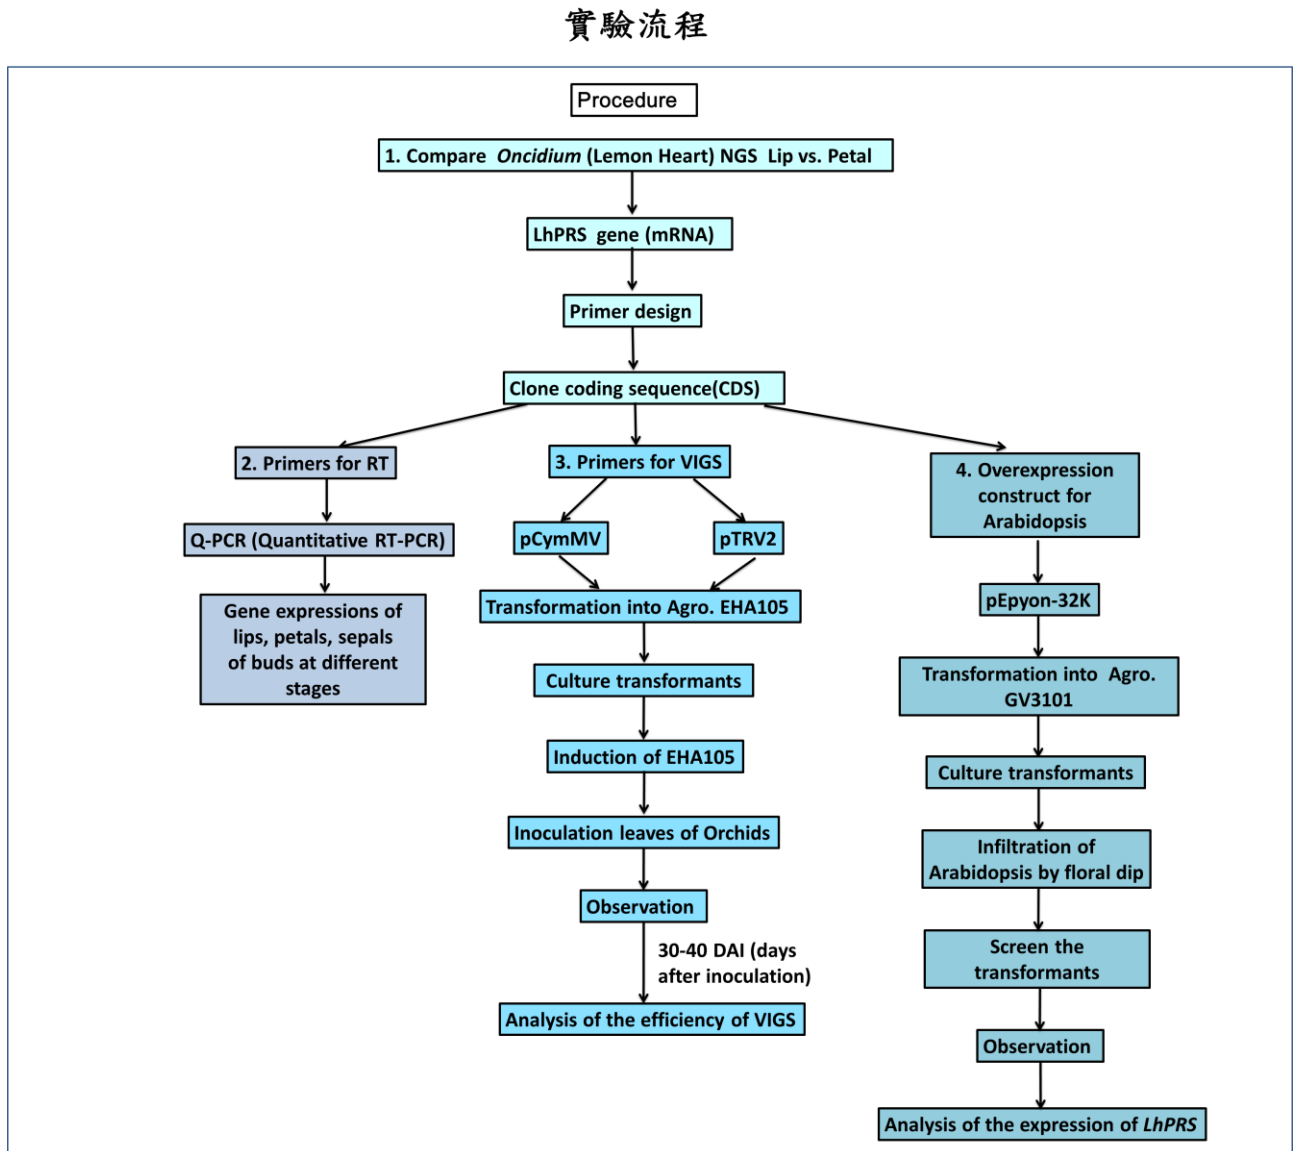 實驗流程
Procedure
1. Compare Oncidium (Lemon Heart) NGS Lip vs. Petal
LhPRS gene (mRNA)
Primer design
Clone coding sequence(CDS)
2. Primers for RT
Q-PCR (Quantitative RT-PCR)
Gene expressions of
lips, petals, sepals
of buds at different
stages
3. Primers for VIGS
pCymMV
pTRV2
Transformation into Agro. EHA105
Culture transformants
Induction of EHA105
Inoculation leaves of Orchids
Observation
30-40 DAI (days
after inoculation)
Analysis of the efficiency of VIGS
4. Overexpression
construct for
Arabidopsis
pEpyon-32K
Transformation into Agro.
GV3101
Culture transformants
Infiltration of
Arabidopsis by floral dip
Screen the
transformants
Observation
Analysis of the expression of LhPRS